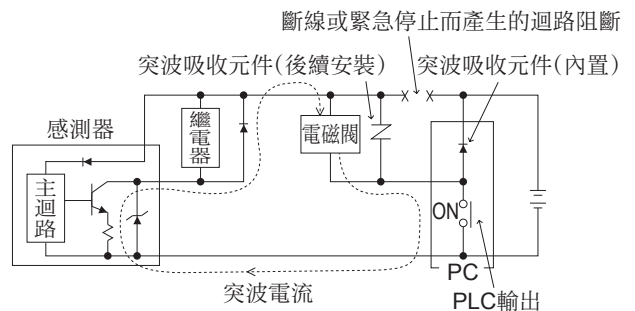 斷線或緊急停止而產生的迴路阻斷
突波吸收元件(後續安裝)
突波吸收元件(內置)
感測器
繼電器
電磁閥
主迴路
ON
PC
突波電流
PLC輸出